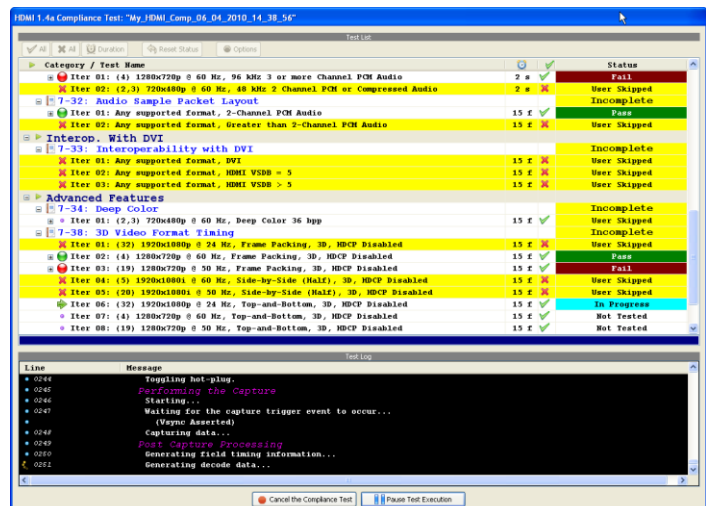 HDMI 1.4a Compliance Test: "My_HDMI_Comp_06_04_2010_14_38_56"
Test List
All All Duration Reset Status Options
Category / Test Name Status
Iter 01: (4) 1280x720p @ 60 Hz, 96 kHz 3 or more Channel PCM Audio 2 s Fail
Iter 02: (2,3) 720x480p @ 60 Hz, 48 kHz 2 Channel PCM or Compressed Audio 2 s User Skipped
7-32: Audio Sample Packet Layout Incomplete
Iter 01: Any supported format, 2-Channel PCM Audio 15 f Pass
Iter 02: Any supported format, Greater than 2-Channel PCM Audio 15 f User Skipped
Interop. With DVI
7-33: Interoperability with DVI Incomplete
Iter 01: Any supported format, DVI 15 f User Skipped
Iter 02: Any supported format, HDMI VSDB = 5 15 f User Skipped
Iter 03: Any supported format, HDMI VSDB > 5 15 f User Skipped
Advanced Features
7-34: Deep Color Incomplete
Iter 01: (2,3) 720x480p @ 60 Hz, Deep Color 36 bpp 15 f User Skipped
7-38: 3D Video Format Timing Incomplete
Iter 01: (32) 1920x1080p @ 24 Hz, Frame Packing, 3D, HDCP Disabled 15 f User Skipped
Iter 02: (4) 1280x720p @ 60 Hz, Frame Packing, 3D, HDCP Disabled 15 f Pass
Iter 03: (19) 1280x720p @ 50 Hz, Frame Packing, 3D, HDCP Disabled 15 f Fail
Iter 04: (5) 1920x1080i @ 60 Hz, Side-by-Side (Half), 3D, HDCP Disabled 15 f User Skipped
Iter 05: (20) 1920x1080i @ 50 Hz, Side-by-Side (Half), 3D, HDCP Disabled 15 f User Skipped
Iter 06: (32) 1920x1080p @ 24 Hz, Top-and-Bottom, 3D, HDCP Disabled 15 f In Progress
Iter 07: (4) 1280x720p @ 60 Hz, Top-and-Bottom, 3D, HDCP Disabled 15 f Not Tested
Iter 08: (19) 1280x720p @ 50 Hz, Top-and-Bottom, 3D, HDCP Disabled 15 f Not Tested
Test Log
Line Message
0244 Toggling hot-plug.
0245 Performing the Capture
0246 Starting...
0247 Waiting for the capture trigger event to occur...
(Vsync Asserted)
0248 Capturing data...
0249 Post Capture Processing
0250 Generating field timing information...
0251 Generating decode data...
Cancel the Compliance Test Pause Test Execution